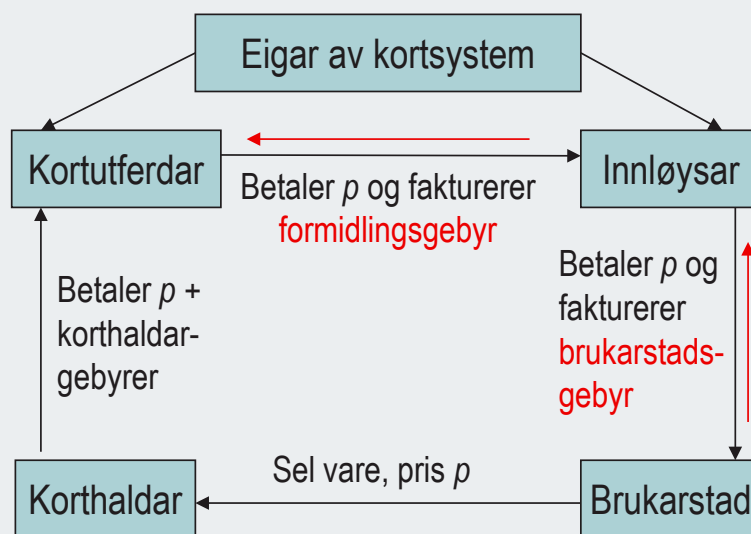 Eigar av kortsystem
Kortutferdar
Innløysar
Betaler p og fakturerer
formidlingsgebyr
Betaler p +
korthaldar-
gebyrer
Betaler p og
fakturerer
brukarstads-
gebyr
Sel vare, pris p
Korthaldar
Brukarstad